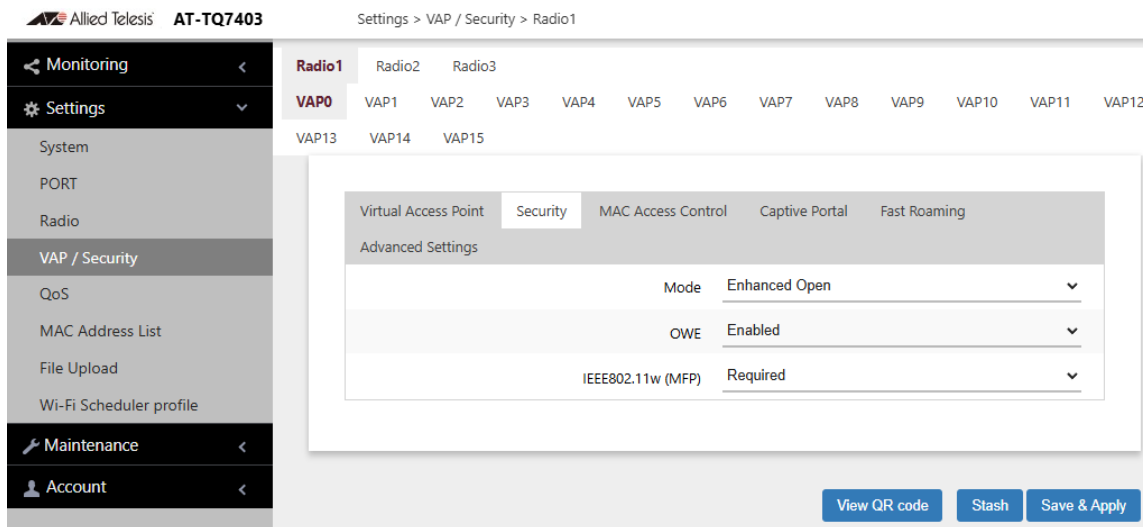 Allied Telesis AT-TQ7403 Settings > VAP / Security > Radio1
Monitoring
Settings
System
PORT
Radio
VAP / Security
QoS
MAC Address List
File Upload
Wi-Fi Scheduler profile
Maintenance
Account
Radio1 Radio2 Radio3
VAP0 VAP1 VAP2 VAP3 VAP4 VAP5 VAP6 VAP7 VAP8 VAP9 VAP10 VAP11 VAP12
VAP13 VAP14 VAP15
Virtual Access Point Security MAC Access Control Captive Portal Fast Roaming
Advanced Settings
Mode Enhanced Open
OWE Enabled
IEEE802.11w (MFP) Required
View QR code Stash Save & Apply